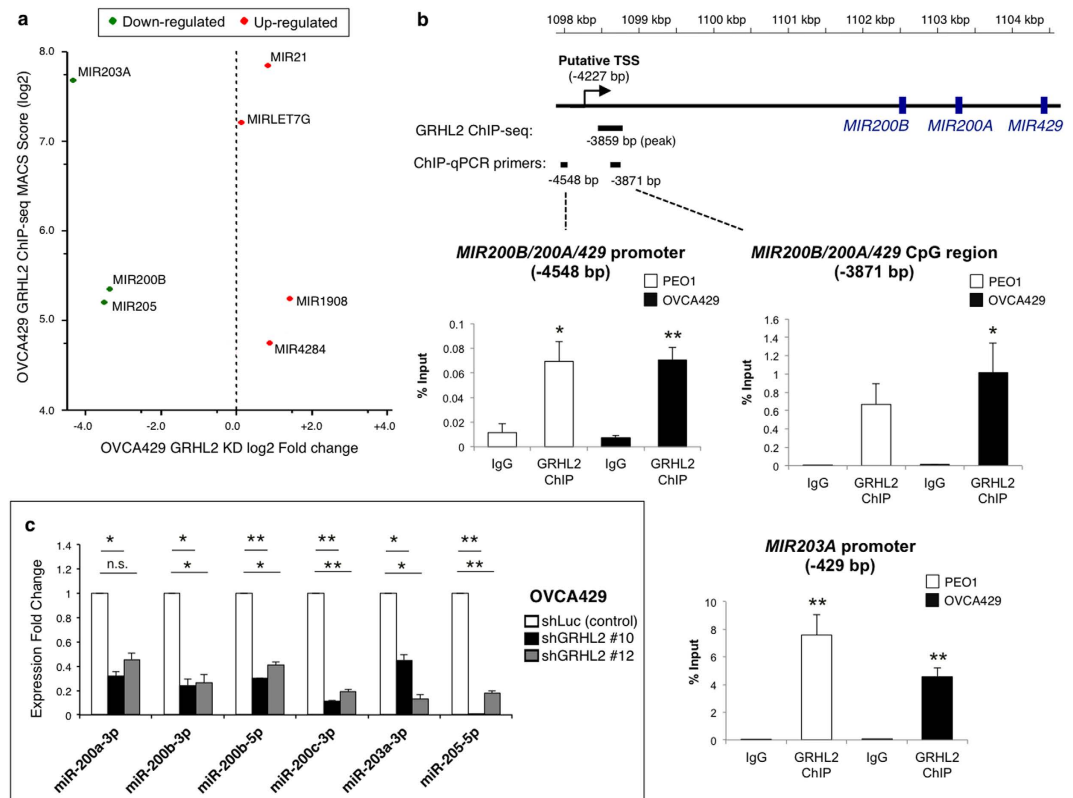 a
Down-regulated Up-regulated
OVCA429 GRHL2 ChIP-seq MACS Score (log2)
8.0
7.0
6.0
5.0
4.0
MIR203A
MIR21
MIRLET7G
MIR200B
MIR205
MIR1908
MIR4284
-4.0 -2.0 0.0 +2.0 +4.0
OVCA429 GRHL2 KD log2 Fold change
b
1098 kbp 1099 kbp 1100 kbp 1101 kbp 1102 kbp 1103 kbp 1104 kbp
Putative TSS
(-4227 bp)
MIR200B MIR200A MIR429
GRHL2 ChIP-seq:
-3859 bp (peak)
ChIP-qPCR primers:
-4548 bp -3871 bp
MIR200B/200A/429 promoter
(-4548 bp)
PEO1
OVCA429
% Input
0.1
0.08
0.06
0.04
0.02
0
* **
IgG GRHL2 ChIP IgG GRHL2 ChIP
MIR200B/200A/429 CpG region
(-3871 bp)
PEO1
OVCA429
% Input
1.6
1.4
1.2
1
0.8
0.6
0.4
0.2
0
*
IgG GRHL2 ChIP IgG GRHL2 ChIP
MIR203A promoter
(-429 bp)
PEO1
OVCA429
% Input
10
8
6
4
2
0
** **
IgG GRHL2 ChIP IgG GRHL2 ChIP
c
Expression Fold Change
1.4
1.2
1
0.8
0.6
0.4
0.2
0
* * ** ** * **
n.s. * * ** * **
OVCA429
shLuc (control)
shGRHL2 #10
shGRHL2 #12
miR-200a-3p miR-200b-3p miR-200b-5p miR-200c-3p miR-203a-3p miR-205-5p